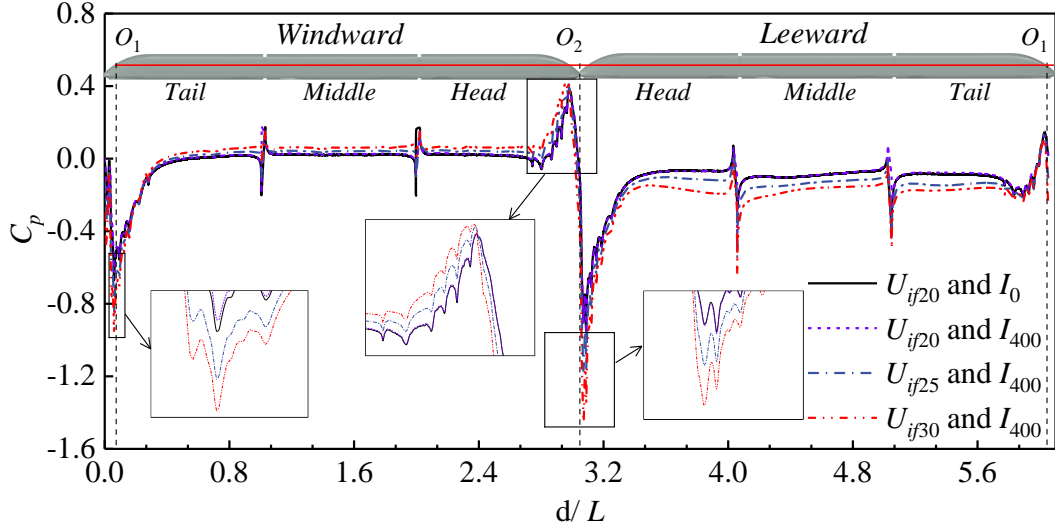 0.8
O1 Windward O2 Leeward O1
0.4
Tail Middle Head Head Middle Tail
0.0
-0.4
Cp
-0.8
Uif20 and I0
Uif20 and I400
-1.2
Uif25 and I400
Uif30 and I400
-1.6
0.0 0.8 1.6 2.4 3.2 4.0 4.8 5.6
d/ L